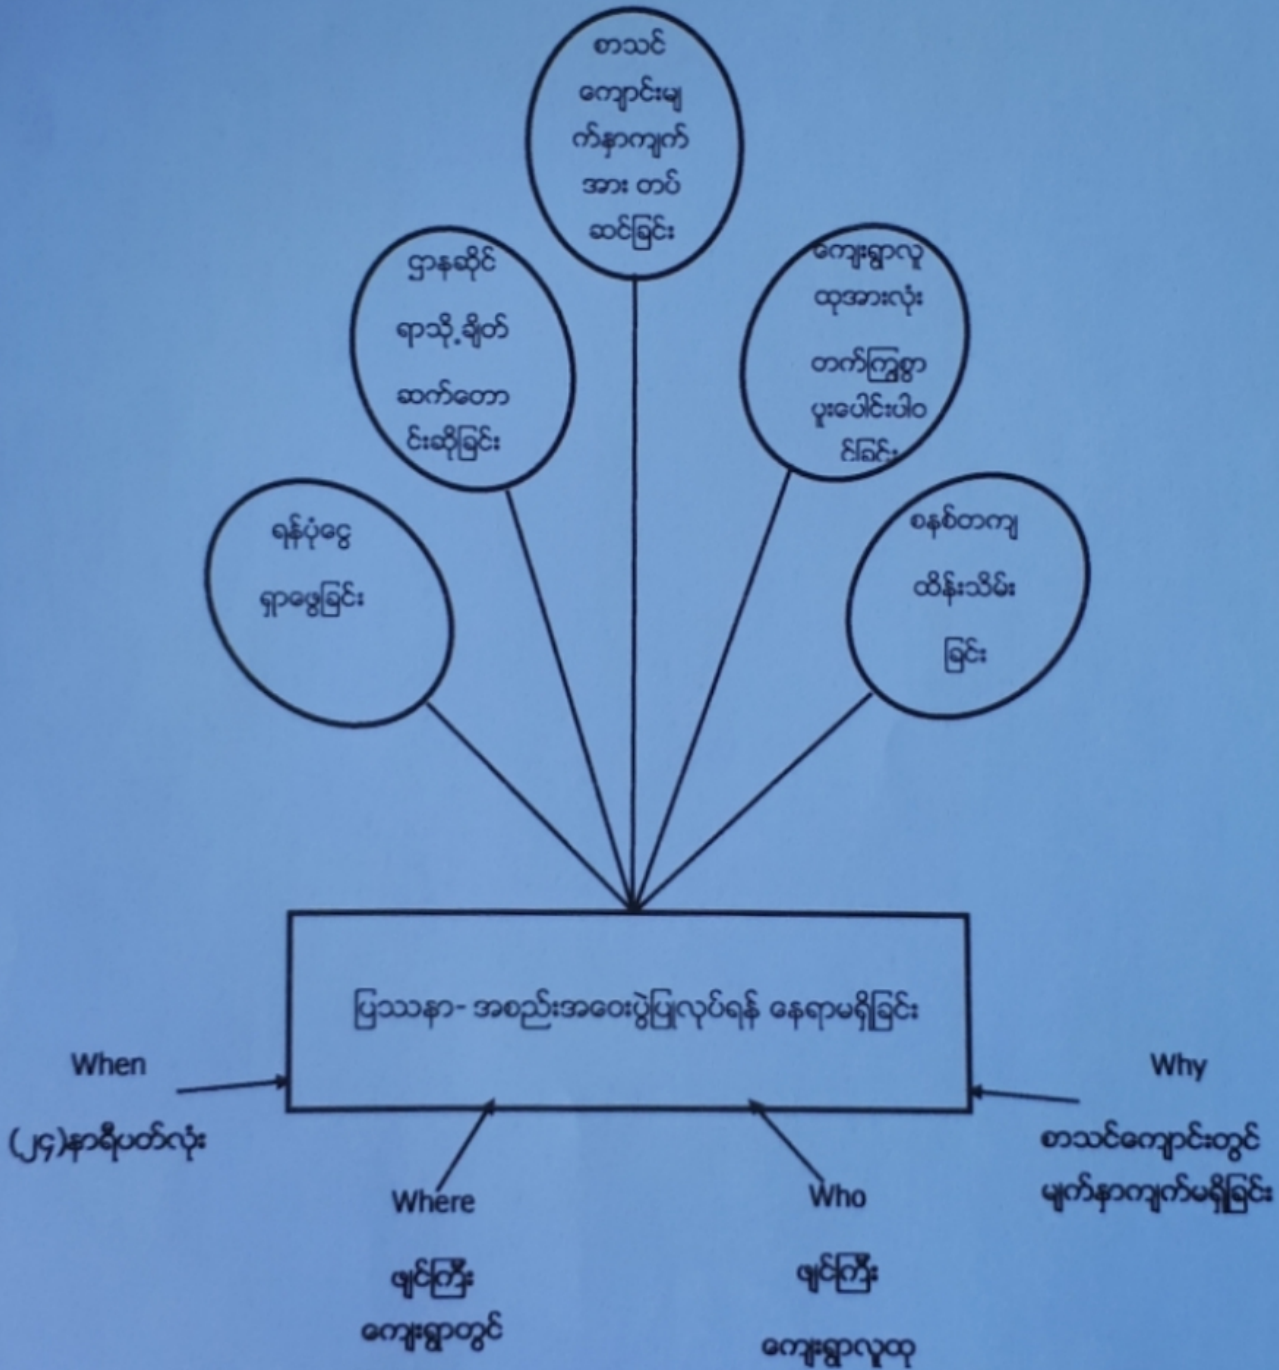 စာသင်
ကျောင်းမျ
က်နှာကျက်
အား တပ်
ဆင်ခြင်း
ဌာနဆိုင်
ရာသို့ချိတ်
ဆက်တော
င်းဆိုခြင်း
ကျေးရွာလူ
ထုအားလုံး
တက်ကြွစွာ
ပူးပေါင်းပါဝ
င်ခြင်း
ရန်ပုံငွေ
ရှာဖွေခြင်း
စနစ်တကျ
ထိန်းသိမ်း
ခြင်း
ပြဿနာ- အစည်းအဝေးပွဲပြုလုပ်ရန် နေရာမရှိခြင်း
When
(၂၄)နာရီပတ်လုံး
Where
ဖျင်ကြီး
ကျေးရွာတွင်
Who
ဖျင်ကြီး
ကျေးရွာလူထု
Why
စာသင်ကျောင်းတွင်
မျက်နှာကျက်မရှိခြင်း